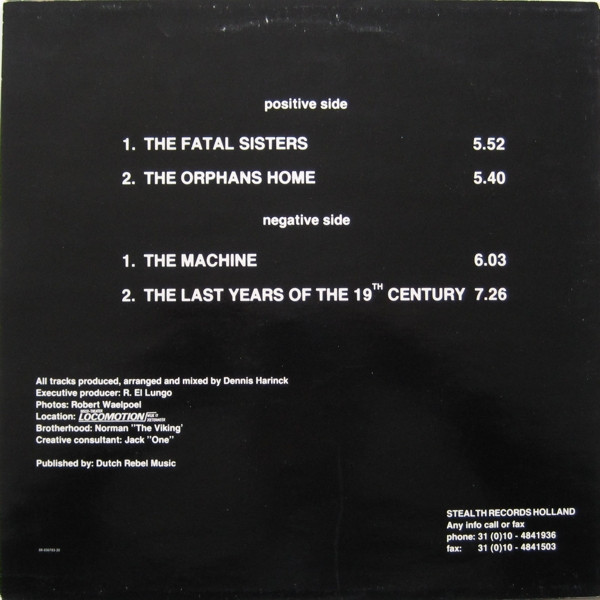 positive side
1. THE FATAL SISTERS 5.52
2. THE ORPHANS HOME 5.40
negative side
1. THE MACHINE 6.03
2. THE LAST YEARS OF THE 19TH CENTURY 7.26
All tracks produced, arranged and mixed by Dennis Harinck
Executive producer: R. El Lungo
Photos: Robert Waelpoel
Location: LOCOMOTION
Brotherhood: Norman "The Viking'
Creative consultant: Jack "One"
Published by: Dutch Rebel Music
STEALTH RECORDS HOLLAND
Any info call or fax
phone: 31 (0)10 - 4841936
fax: 31 (0)10 - 4841503